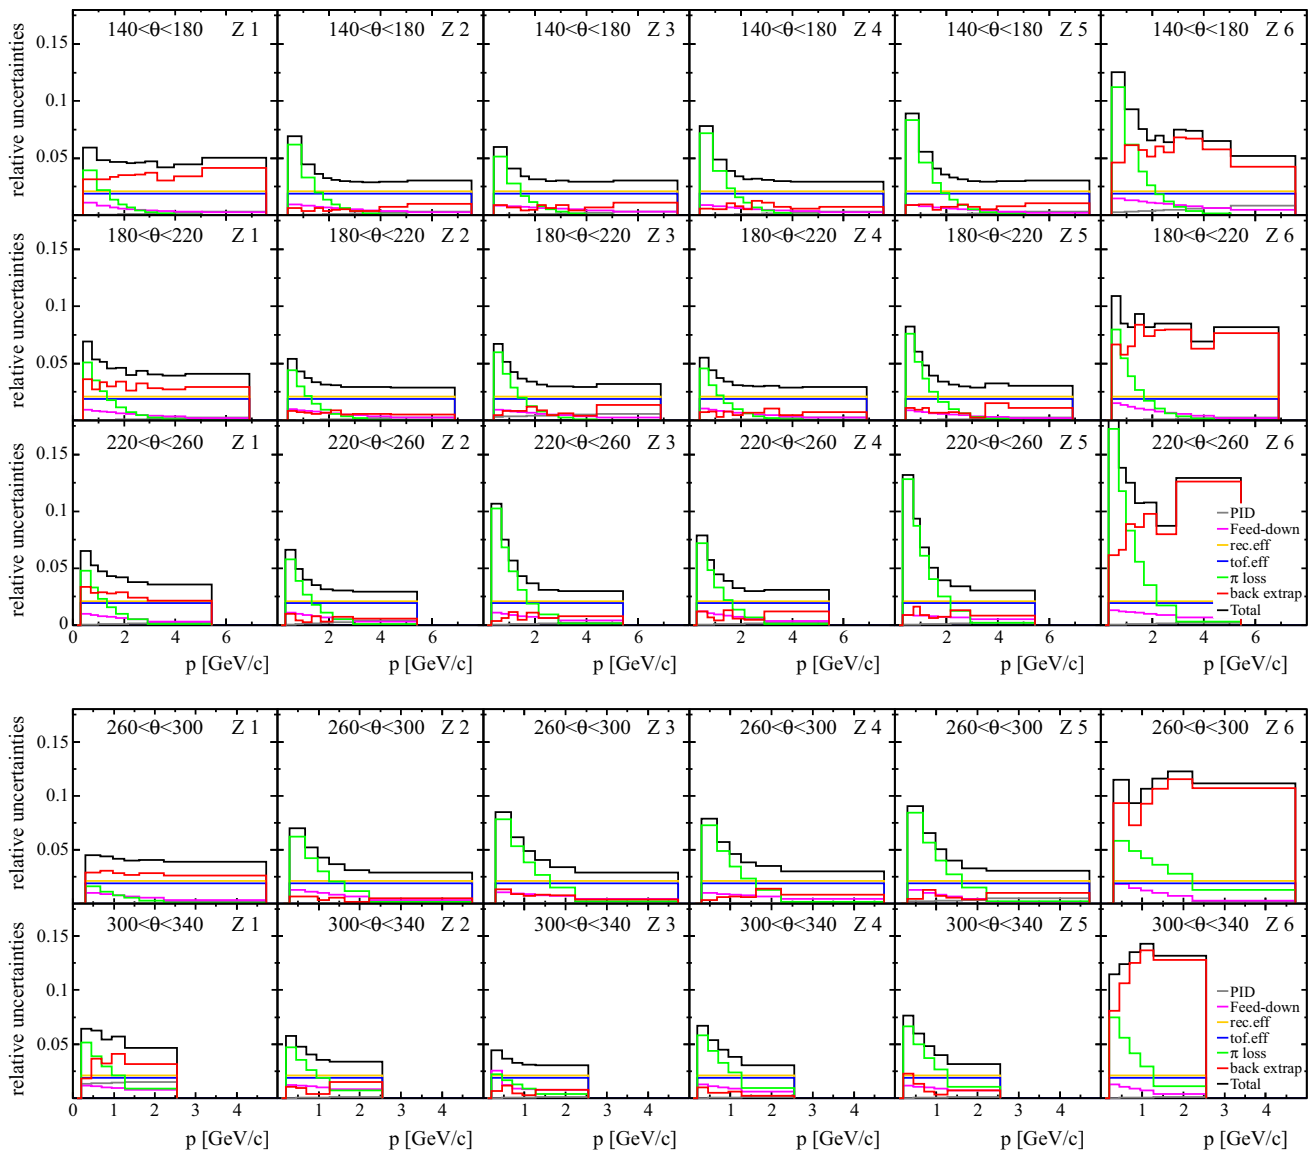 relative uncertainties
0.15
0.1
0.05
140<θ<180 Z 1
140<θ<180 Z 2
140<θ<180 Z 3
140<θ<180 Z 4
140<θ<180 Z 5
140<θ<180 Z 6
relative uncertainties
0.15
0.1
0.05
180<θ<220 Z 1
180<θ<220 Z 2
180<θ<220 Z 3
180<θ<220 Z 4
180<θ<220 Z 5
180<θ<220 Z 6
relative uncertainties
0.15
0.1
0.05
0
220<θ<260 Z 1
220<θ<260 Z 2
220<θ<260 Z 3
220<θ<260 Z 4
220<θ<260 Z 5
220<θ<260 Z 6
PID
Feed-down
rec.eff
tof.eff
π loss
back extrap
Total
0 2 4 6 2 4 6 2 4 6 2 4 6 2 4 6 2 4 6
p [GeV/c] p [GeV/c] p [GeV/c] p [GeV/c] p [GeV/c] p [GeV/c]
relative uncertainties
0.15
0.1
0.05
260<θ<300 Z 1
260<θ<300 Z 2
260<θ<300 Z 3
260<θ<300 Z 4
260<θ<300 Z 5
260<θ<300 Z 6
relative uncertainties
0.15
0.1
0.05
300<θ<340 Z 1
300<θ<340 Z 2
300<θ<340 Z 3
300<θ<340 Z 4
300<θ<340 Z 5
300<θ<340 Z 6
PID
Feed-down
rec.eff
tof.eff
π loss
back extrap
Total
0 1 2 3 4 1 2 3 4 1 2 3 4 1 2 3 4 1 2 3 4 1 2 3 4
p [GeV/c] p [GeV/c] p [GeV/c] p [GeV/c] p [GeV/c] p [GeV/c]